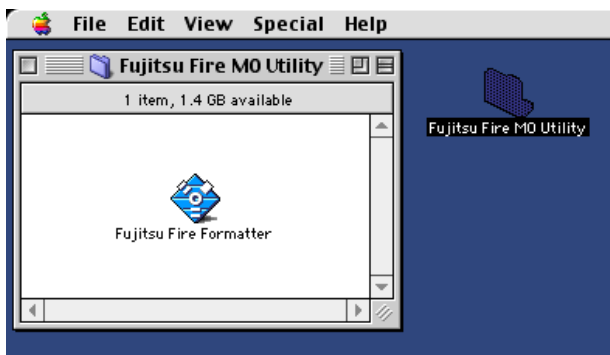 File Edit View Special Help
Fujitsu Fire MO Utility
1 item, 1.4 GB available
Fujitsu Fire Formatter
Fujitsu Fire MO Utility